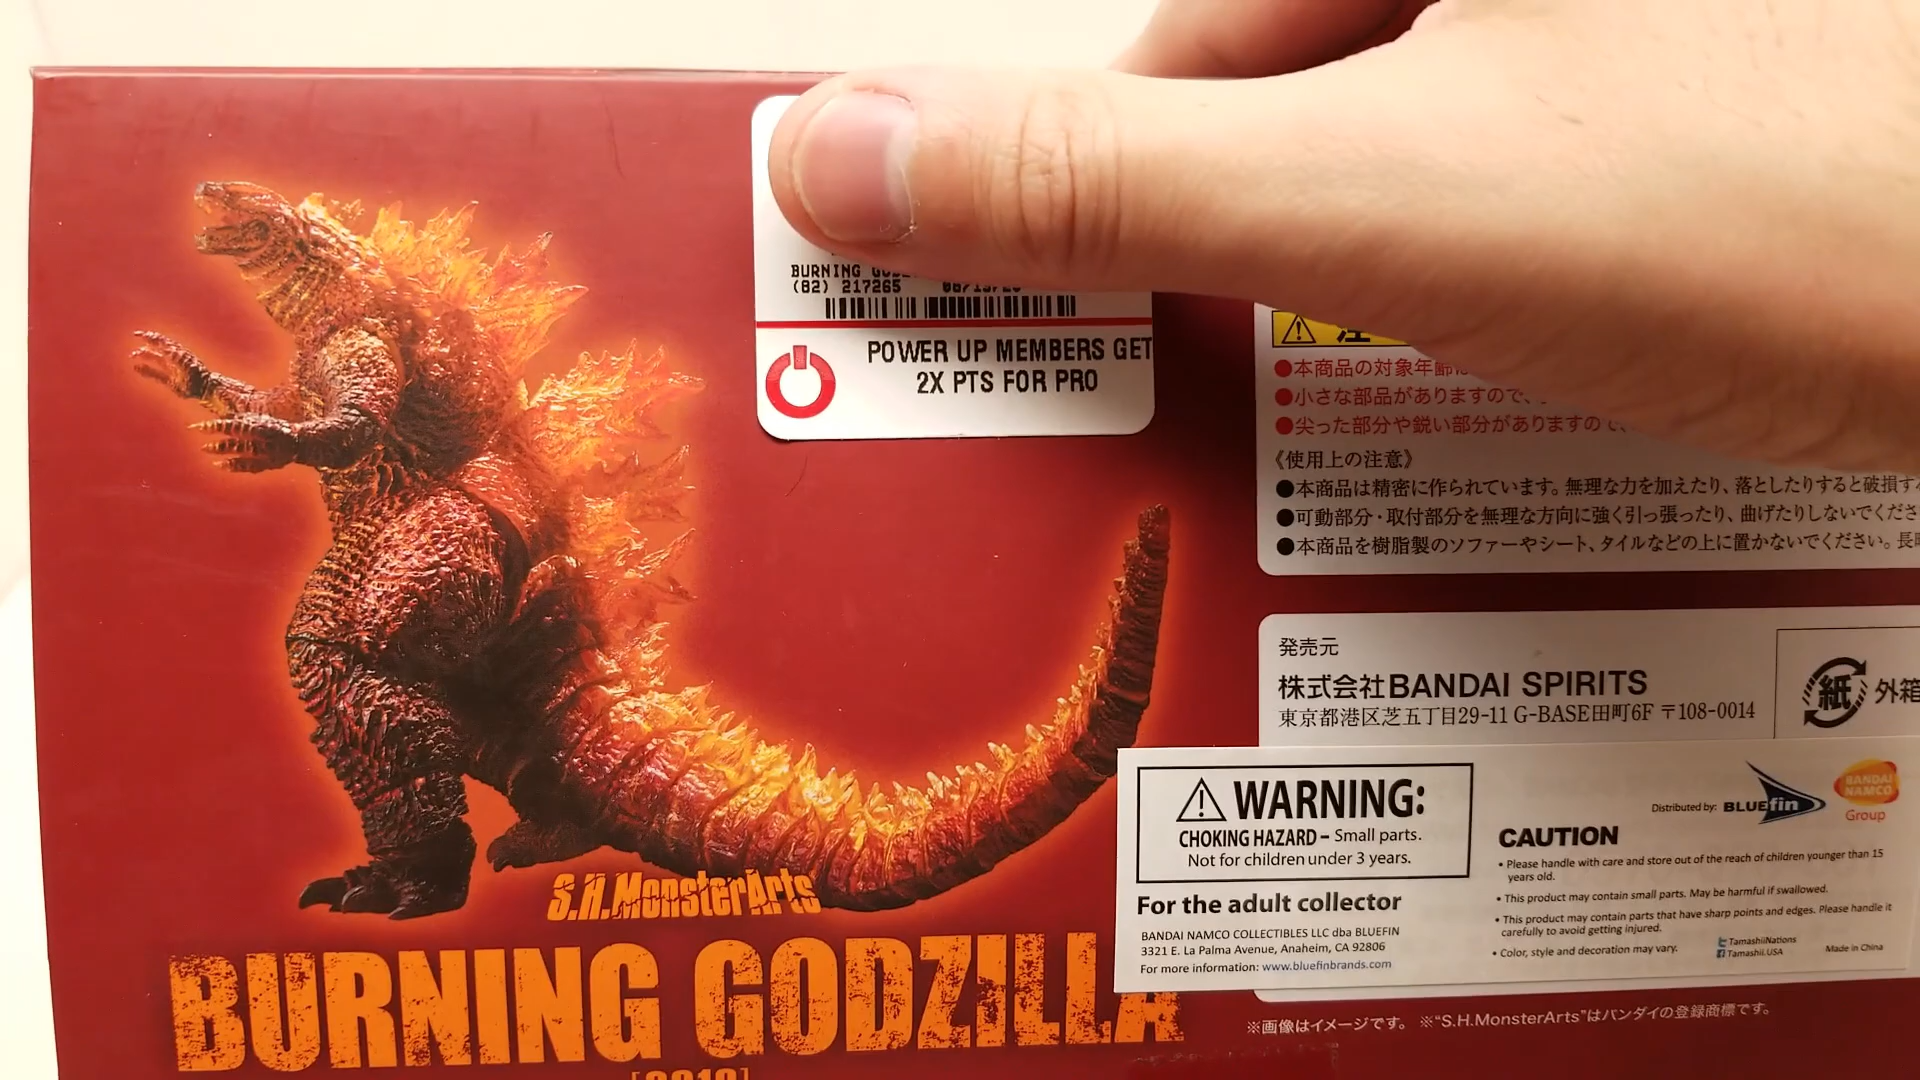 BURNING
(82) 217265
POWER UP MEMBERS GET
2X PTS FOR PRO
注
●本商品の対象年齢は
●小さな部品がありますので、
●尖った部分や鋭い部分がありますので、
《使用上の注意》
●本商品は精密に作られています。無理な力を加えたり、落としたりすると破損す
●可動部分・取付部分を無理な方向に強く引っ張ったり、曲げたりしないでくださ
●本商品を樹脂製のソファーやシート、タイルなどの上に置かないでください。長
発売元
株式会社BANDAI SPIRITS
東京都港区芝五丁目29-11 G-BASE田町6F 〒108-0014
紙 外箱
WARNING:
CHOKING HAZARD – Small parts.
Not for children under 3 years.
For the adult collector
BANDAI NAMCO COLLECTIBLES LLC dba BLUEFIN
3321 E. La Palma Avenue, Anaheim, CA 92806
For more information: www.bluefinbrands.com
Distributed by: BLUEfin
BANDAI
NAMCO
Group
CAUTION
• Please handle with care and store out of the reach of children younger than 15
years old.
• This product may contain small parts. May be harmful if swallowed.
• This product may contain parts that have sharp points and edges. Please handle it
carefully to avoid getting injured.
• Color, style and decoration may vary.
TamashiiNations
Tamashii.USA
Made in China
S.H.MonsterArts
BURNING GODZILLA
※画像はイメージです。 ※“S.H.MonsterArts”はバンダイの登録商標です。